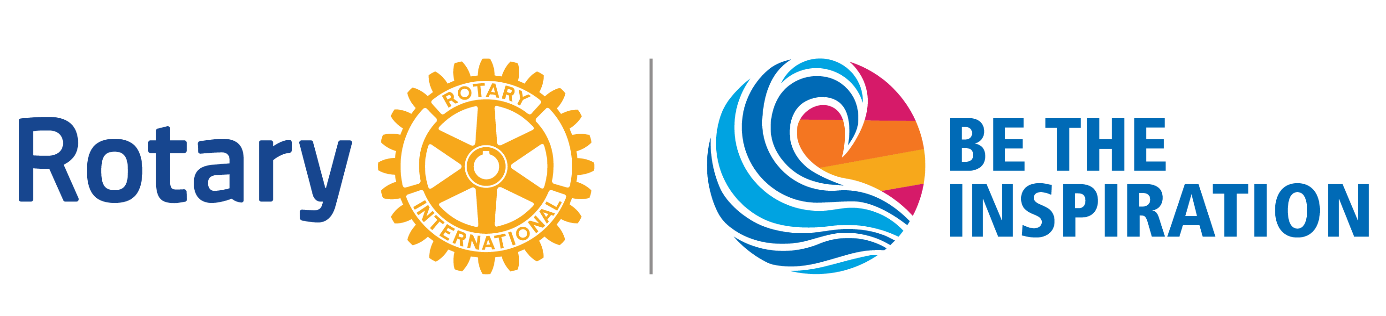 Rotary
ROTARY
INTERNATIONAL
BE THE
INSPIRATION